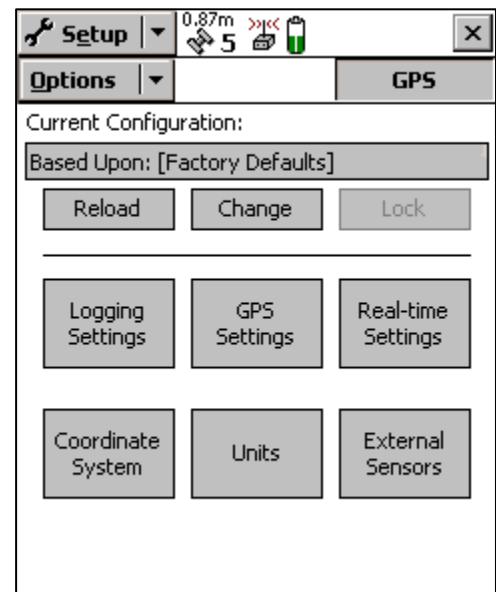 Setup 0.87m 5
Options GPS
Current Configuration:
Based Upon: [Factory Defaults]
Reload Change Lock
Logging Settings GPS Settings Real-time Settings
Coordinate System Units External Sensors